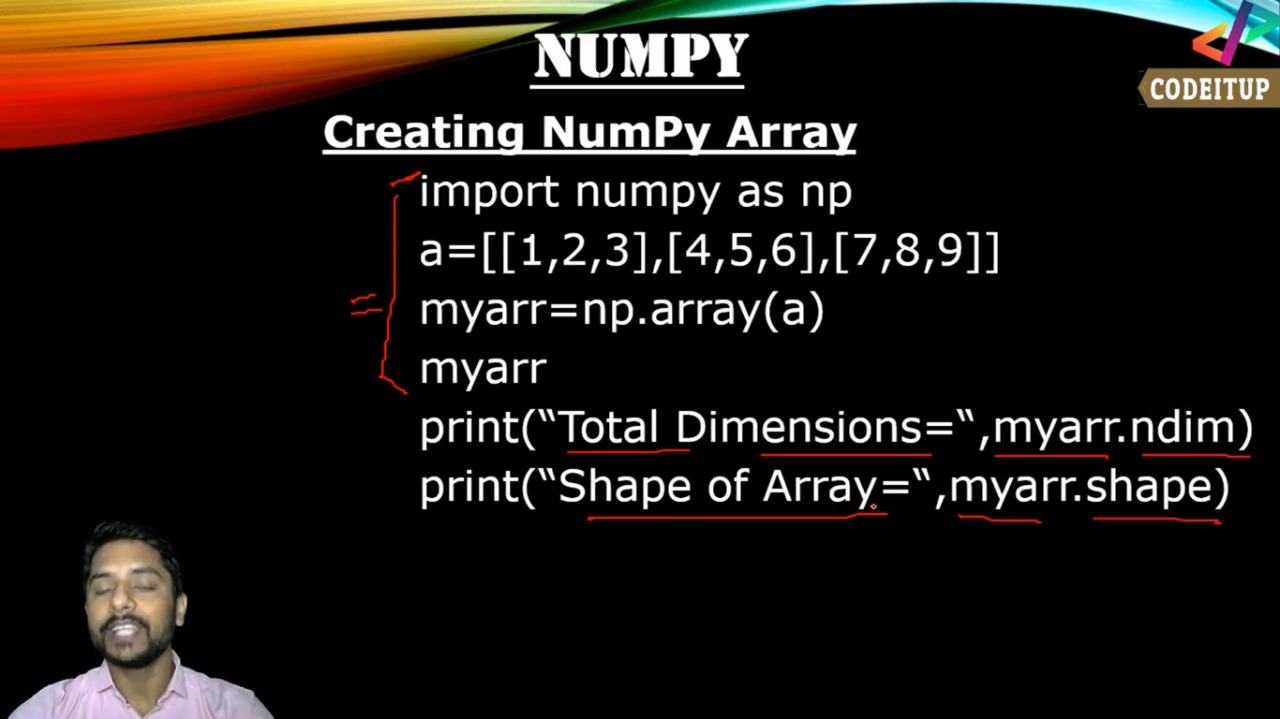 NUMPY
CODEITUP
Creating NumPy Array
import numpy as np
a=[[1,2,3],[4,5,6],[7,8,9]]
myarr=np.array(a)
myarr
print(“Total Dimensions=“,myarr.ndim)
print(“Shape of Array=“,myarr.shape)